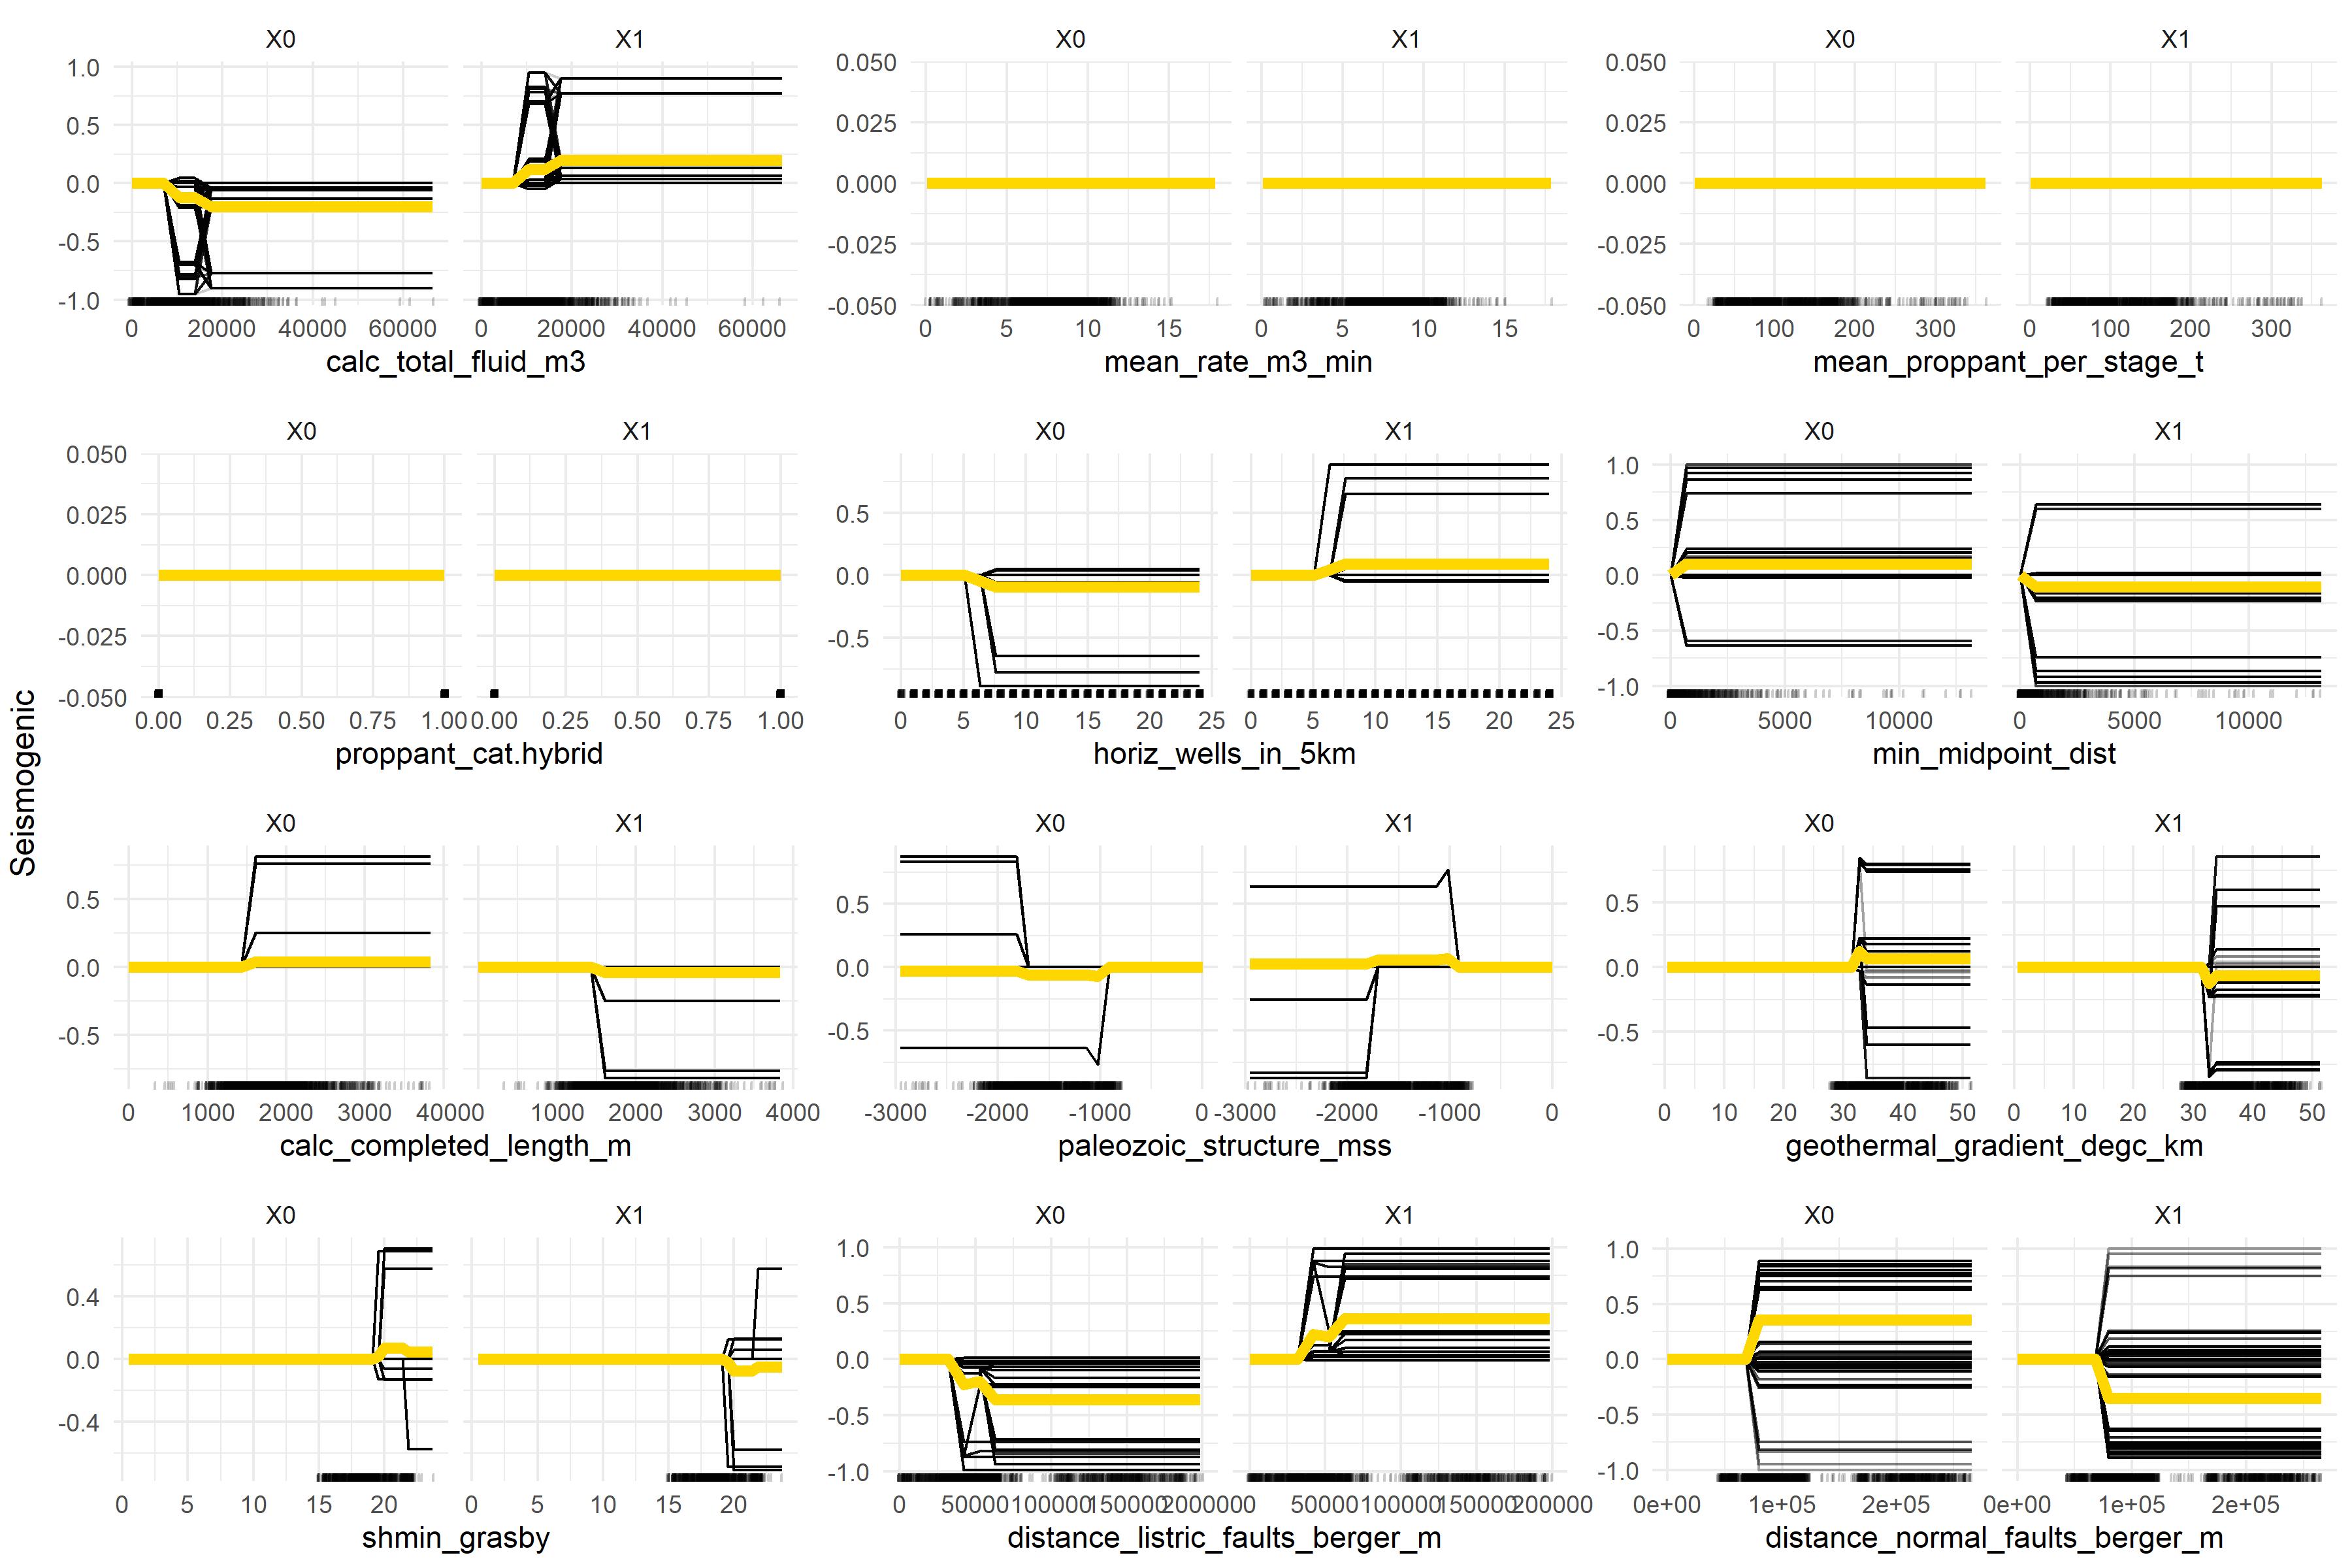 Seismogenic
X0 X1
1.0
0.5
0.0
-0.5
-1.0
0 20000 40000 60000 0 20000 40000 60000
calc_total_fluid_m3
X0 X1
0.050
0.025
0.000
-0.025
-0.050
0 5 10 15 0 5 10 15
mean_rate_m3_min
X0 X1
0.050
0.025
0.000
-0.025
-0.050
0 100 200 300 0 100 200 300
mean_proppant_per_stage_t
X0 X1
0.050
0.025
0.000
-0.025
-0.050
0.00 0.25 0.50 0.75 1.00 0.00 0.25 0.50 0.75 1.00
proppant_cat.hybrid
X0 X1
0.5
0.0
-0.5
0 5 10 15 20 25 0 5 10 15 20 25
horiz_wells_in_5km
X0 X1
1.0
0.5
0.0
-0.5
-1.0
0 5000 10000 0 5000 10000
min_midpoint_dist
X0 X1
0.5
0.0
-0.5
0 1000 2000 3000 4000 0 1000 2000 3000 4000
calc_completed_length_m
X0 X1
0.5
0.0
-0.5
-3000 -2000 -1000 0 -3000 -2000 -1000 0
paleozoic_structure_mss
X0 X1
0.5
0.0
-0.5
0 10 20 30 40 50 0 10 20 30 40 50
geothermal_gradient_degc_km
X0 X1
0.4
0.0
-0.4
0 5 10 15 20 0 5 10 15 20
shmin_grasby
X0 X1
1.0
0.5
0.0
-0.5
-1.0
0 50000 100000 150000 200000 0 50000 100000 150000 200000
distance_listric_faults_berger_m
X0 X1
1.0
0.5
0.0
-0.5
-1.0
0e+00 1e+05 2e+05 0e+00 1e+05 2e+05
distance_normal_faults_berger_m